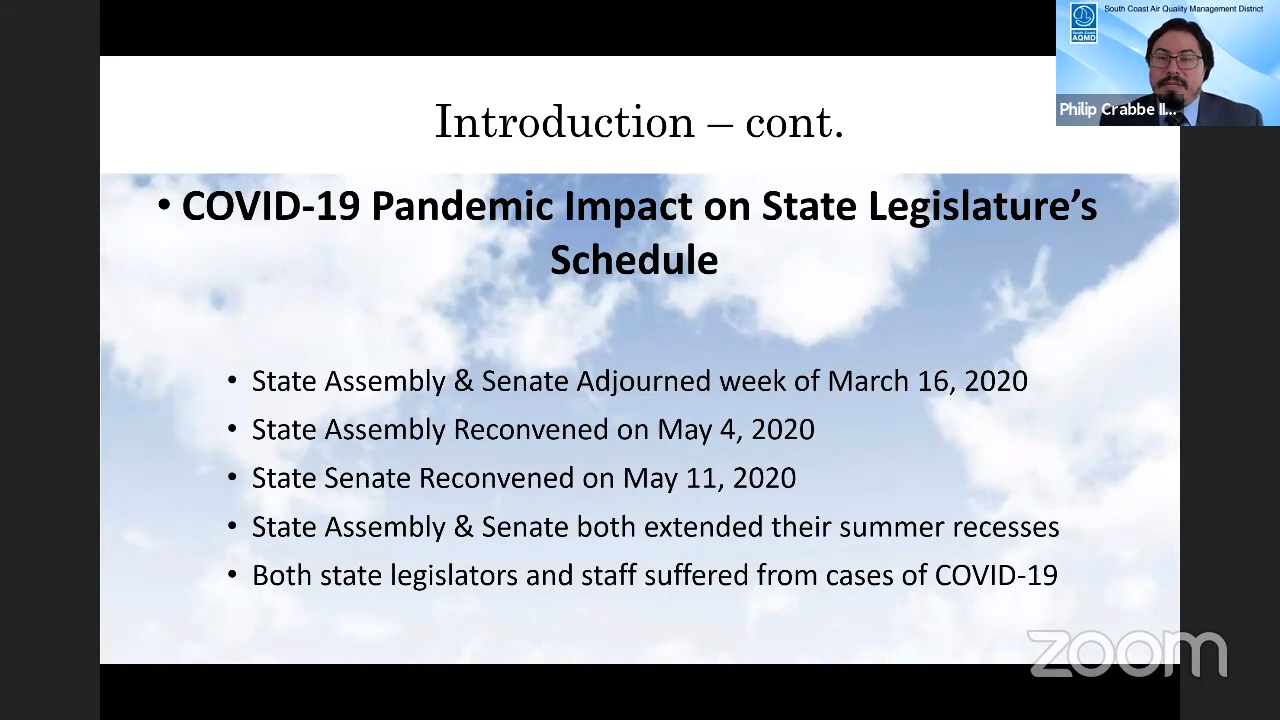 South Coast Air Quality Management District
South Coast
AQMD
Philip Crabbe II...
Introduction – cont.
• COVID-19 Pandemic Impact on State Legislature’s
Schedule
• State Assembly & Senate Adjourned week of March 16, 2020
• State Assembly Reconvened on May 4, 2020
• State Senate Reconvened on May 11, 2020
• State Assembly & Senate both extended their summer recesses
• Both state legislators and staff suffered from cases of COVID-19
zoom